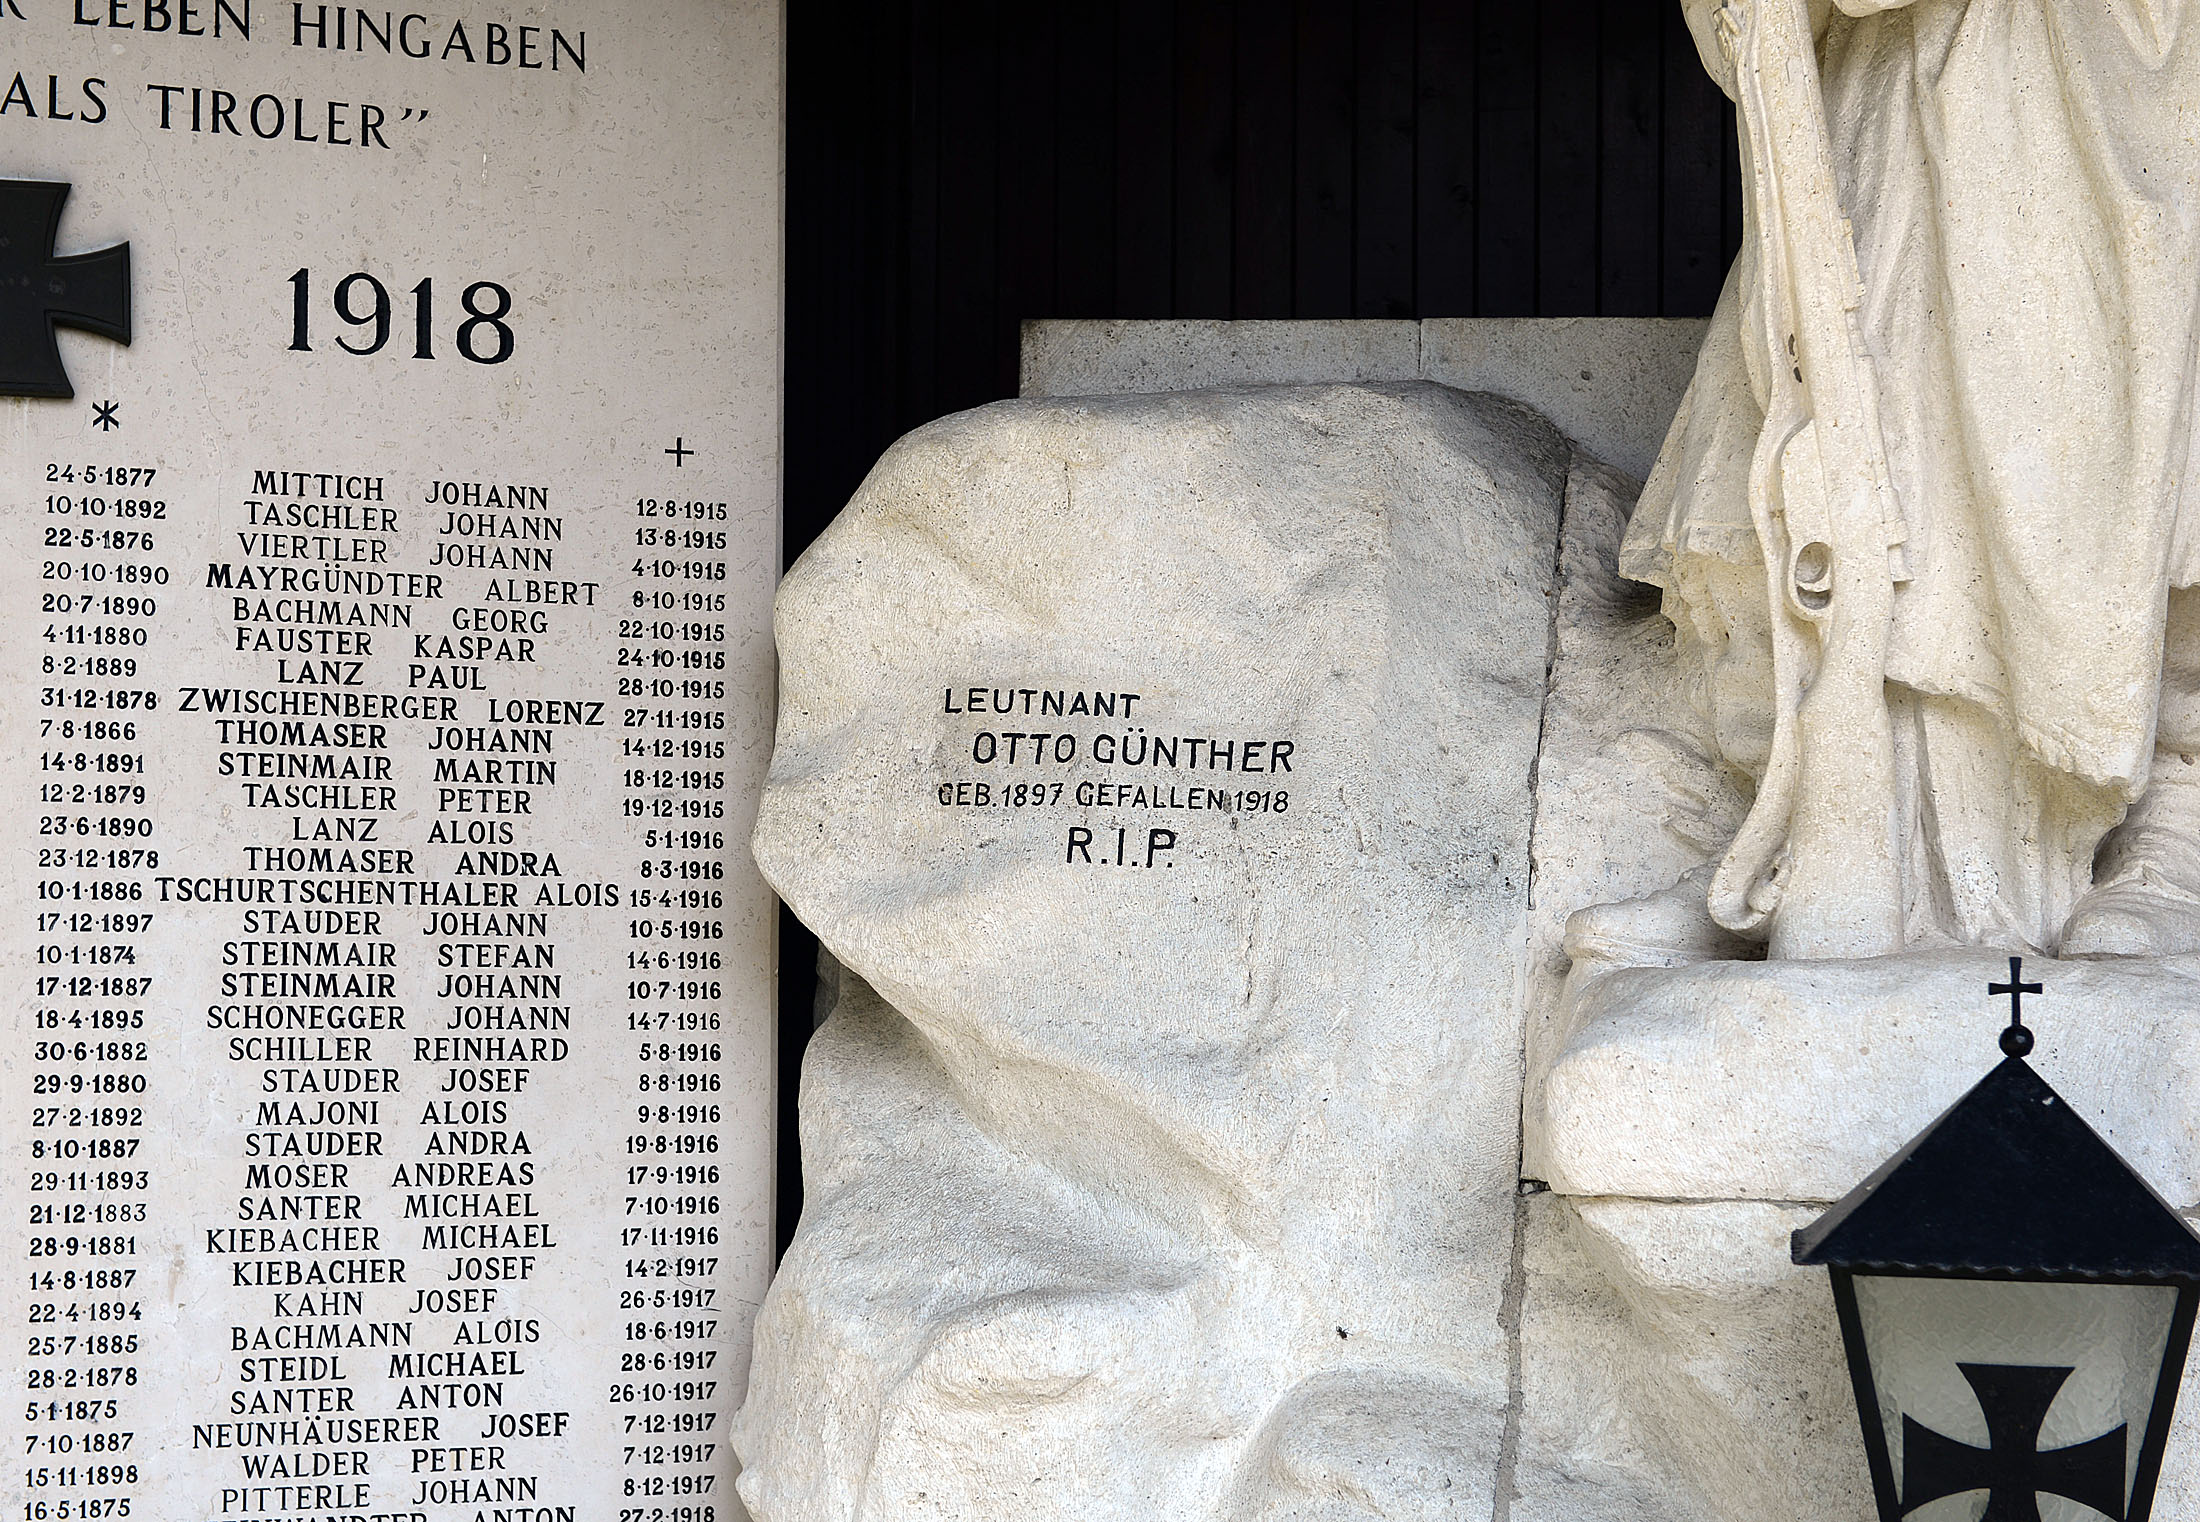 LEBEN HINGABEN
ALS TIROLER”
1918
* +
24·5·1877 MITTICH JOHANN 12·8·1915
10·10·1892 TASCHLER JOHANN 13·8·1915
22·5·1876 VIERTLER JOHANN 4·10·1915
20·10·1890 MAYRGÜNDTER ALBERT 8·10·1915
20·7·1890 BACHMANN GEORG 22·10·1915
4·11·1880 FAUSTER KASPAR 24·10·1915
8·2·1889 LANZ PAUL 28·10·1915
31·12·1878 ZWISCHENBERGER LORENZ 27·11·1915
7·8·1866 THOMASER JOHANN 14·12·1915
14·8·1891 STEINMAIR MARTIN 18·12·1915
12·2·1879 TASCHLER PETER 19·12·1915
23·6·1890 LANZ ALOIS 5·1·1916
23·12·1878 THOMASER ANDRA 8·3·1916
10·1·1886 TSCHURTSCHENTHALER ALOIS 15·4·1916
17·12·1897 STAUDER JOHANN 10·5·1916
10·1·1874 STEINMAIR STEFAN 14·6·1916
17·12·1887 STEINMAIR JOHANN 10·7·1916
18·4·1895 SCHONEGGER JOHANN 14·7·1916
30·6·1882 SCHILLER REINHARD 5·8·1916
29·9·1880 STAUDER JOSEF 8·8·1916
27·2·1892 MAJONI ALOIS 9·8·1916
8·10·1887 STAUDER ANDRA 19·8·1916
29·11·1893 MOSER ANDREAS 17·9·1916
21·12·1883 SANTER MICHAEL 7·10·1916
28·9·1881 KIEBACHER MICHAEL 17·11·1916
14·8·1887 KIEBACHER JOSEF 14·2·1917
22·4·1894 KAHN JOSEF 26·5·1917
25·7·1885 BACHMANN ALOIS 18·6·1917
28·2·1878 STEIDL MICHAEL 28·6·1917
5·1·1875 SANTER ANTON 26·10·1917
7·10·1887 NEUNHÄUSERER JOSEF 7·12·1917
15·11·1898 WALDER PETER 7·12·1917
16·5·1875 PITTERLE JOHANN 8·12·1917
ANTON 27·2·1918
LEUTNANT
OTTO GÜNTHER
GEB. 1897 GEFALLEN 1918
R.I.P.